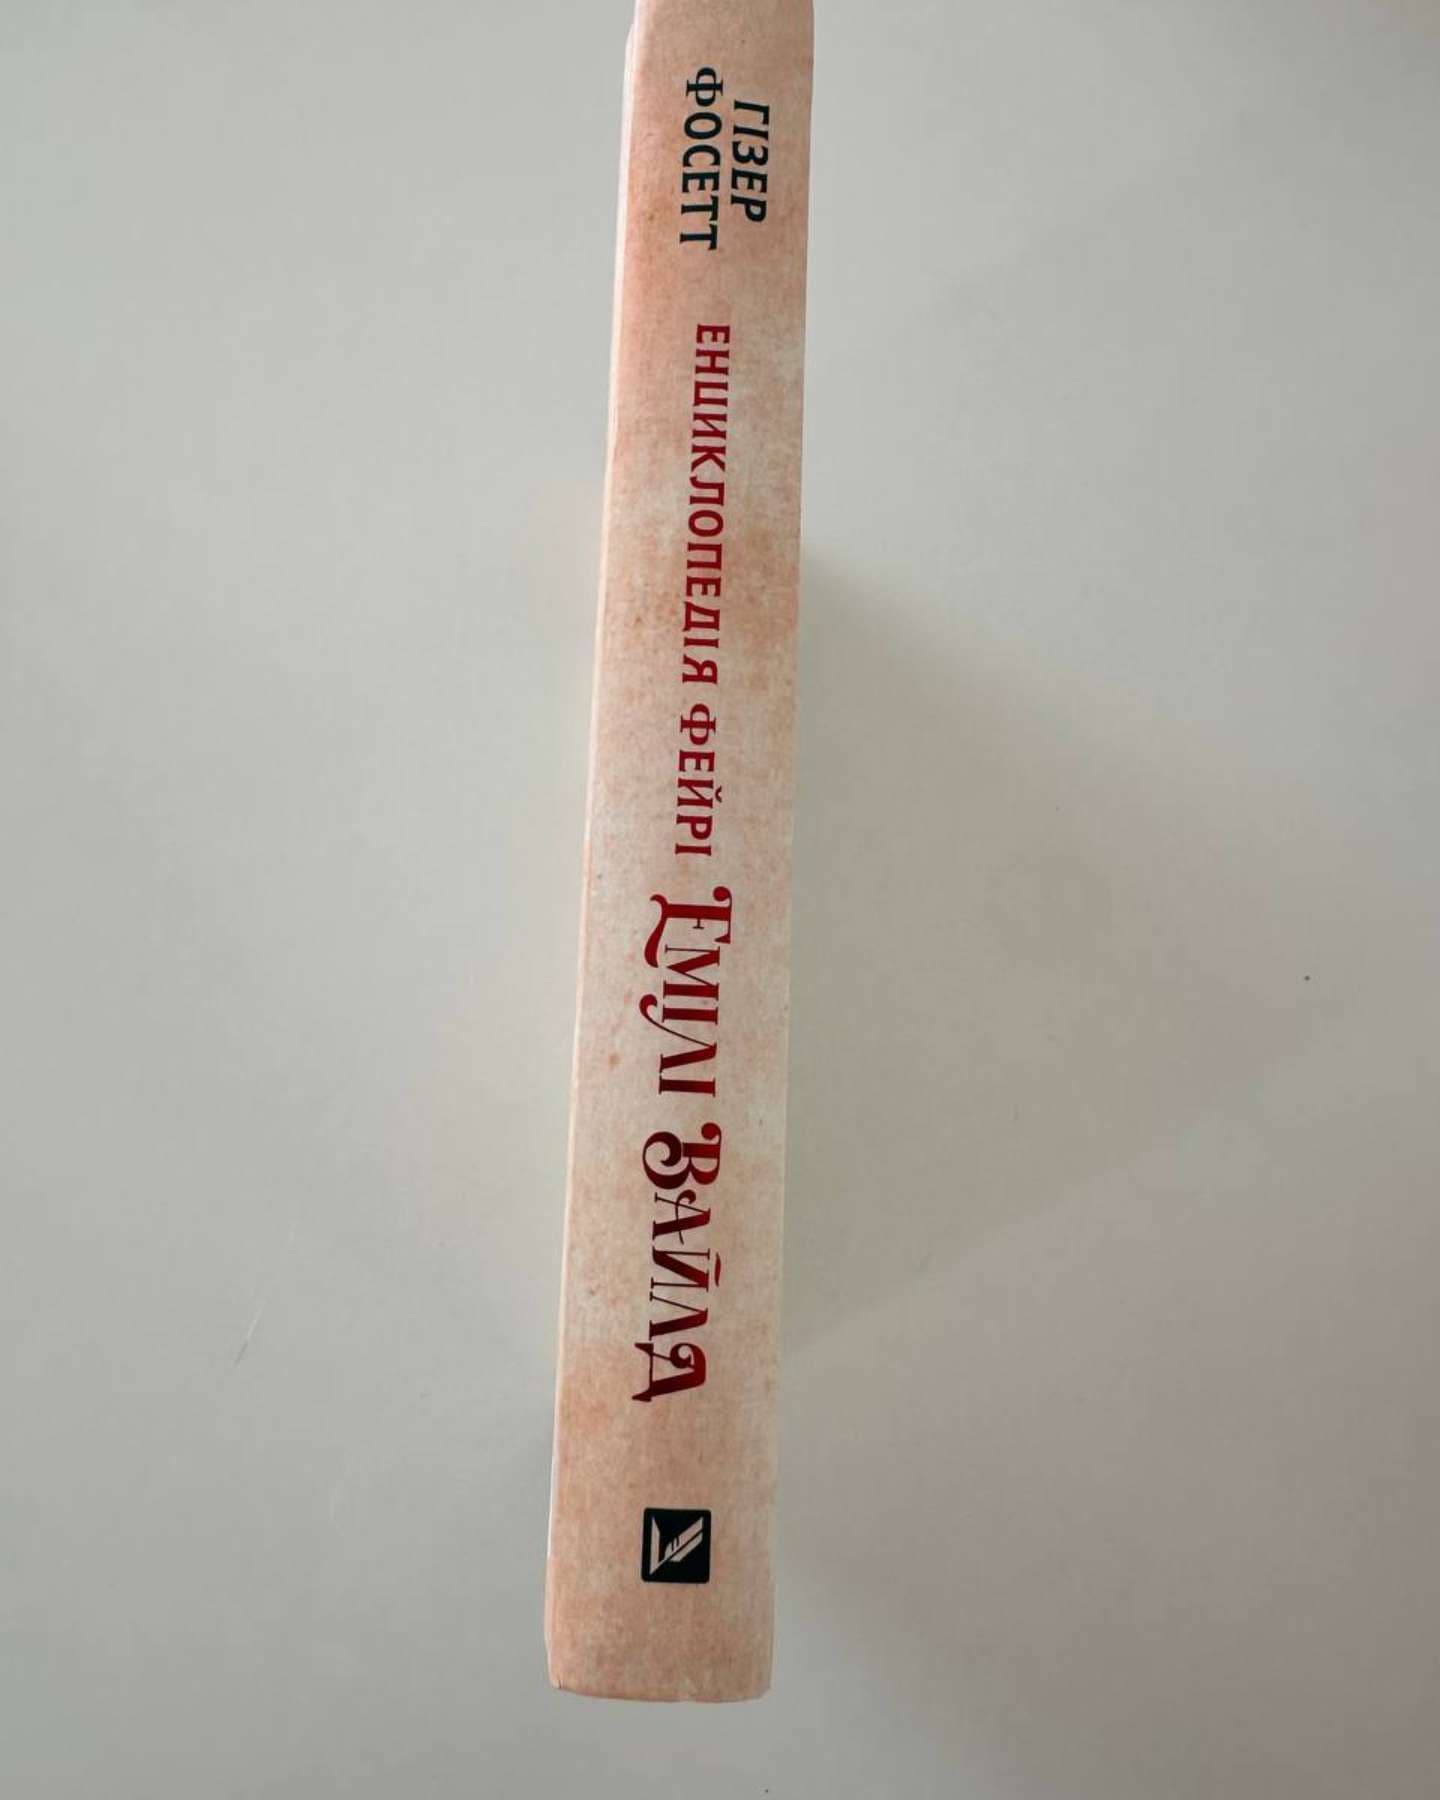 ГІЗЕР
ФОСЕТТ
ЕНЦИКЛОПЕДІЯ ФЕЙРІ ЕМІЛІ ВАЙЛД